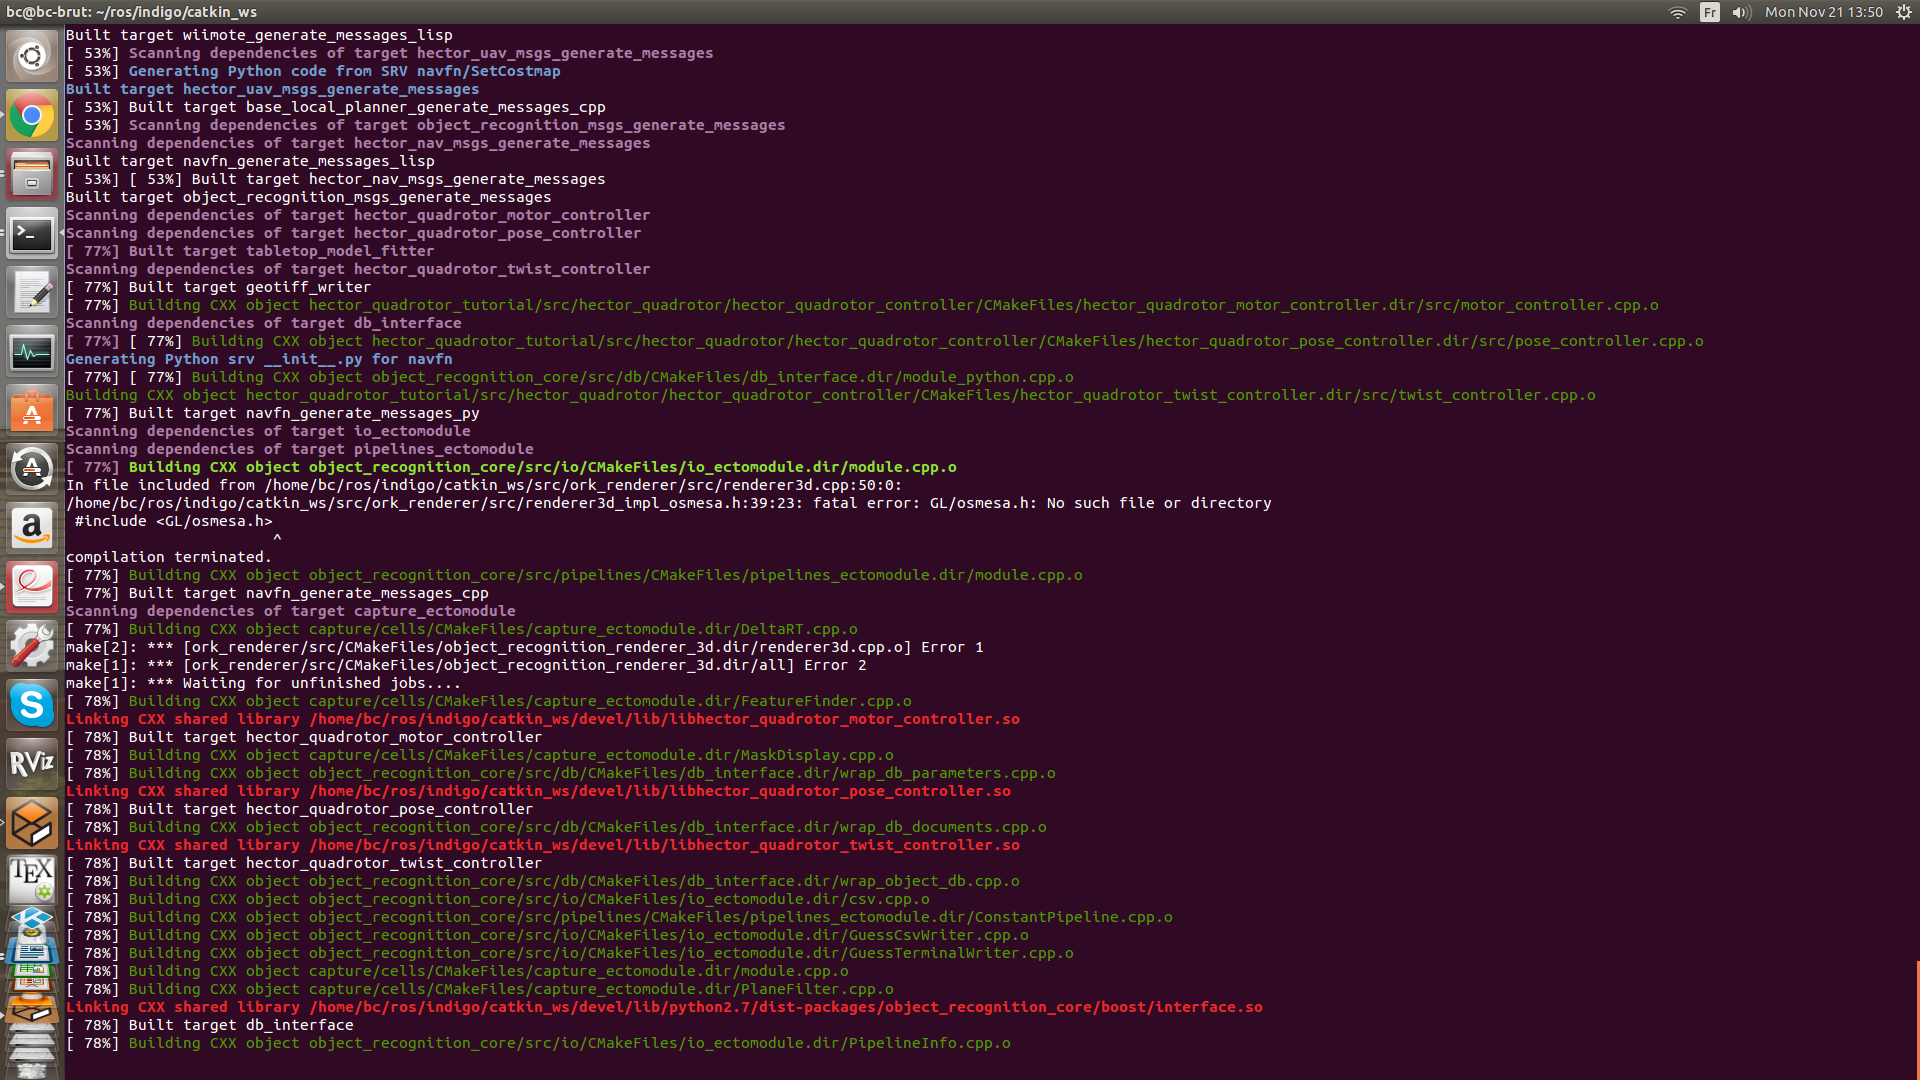 bc@bc-brut: ~/ros/indigo/catkin_ws
Fr
Mon Nov 21 13:50
Built target wiimote_generate_messages_lisp
[ 53%] Scanning dependencies of target hector_uav_msgs_generate_messages
[ 53%] Generating Python code from SRV navfn/SetCostmap
Built target hector_uav_msgs_generate_messages
[ 53%] Built target base_local_planner_generate_messages_cpp
[ 53%] Scanning dependencies of target object_recognition_msgs_generate_messages
Scanning dependencies of target hector_nav_msgs_generate_messages
Built target navfn_generate_messages_lisp
[ 53%] [ 53%] Built target hector_nav_msgs_generate_messages
Built target object_recognition_msgs_generate_messages
Scanning dependencies of target hector_quadrotor_motor_controller
Scanning dependencies of target hector_quadrotor_pose_controller
[ 77%] Built target tabletop_model_fitter
Scanning dependencies of target hector_quadrotor_twist_controller
[ 77%] Built target geotiff_writer
[ 77%] Building CXX object hector_quadrotor_tutorial/src/hector_quadrotor/hector_quadrotor_controller/CMakeFiles/hector_quadrotor_motor_controller.dir/src/motor_controller.cpp.o
Scanning dependencies of target db_interface
[ 77%] [ 77%] Building CXX object hector_quadrotor_tutorial/src/hector_quadrotor/hector_quadrotor_controller/CMakeFiles/hector_quadrotor_pose_controller.dir/src/pose_controller.cpp.o
Generating Python srv __init__.py for navfn
[ 77%] [ 77%] Building CXX object object_recognition_core/src/db/CMakeFiles/db_interface.dir/module_python.cpp.o
Building CXX object hector_quadrotor_tutorial/src/hector_quadrotor/hector_quadrotor_controller/CMakeFiles/hector_quadrotor_twist_controller.dir/src/twist_controller.cpp.o
[ 77%] Built target navfn_generate_messages_py
Scanning dependencies of target io_ectomodule
Scanning dependencies of target pipelines_ectomodule
[ 77%] Building CXX object object_recognition_core/src/io/CMakeFiles/io_ectomodule.dir/module.cpp.o
In file included from /home/bc/ros/indigo/catkin_ws/src/ork_renderer/src/renderer3d.cpp:50:0:
/home/bc/ros/indigo/catkin_ws/src/ork_renderer/src/renderer3d_impl_osmesa.h:39:23: fatal error: GL/osmesa.h: No such file or directory
#include <GL/osmesa.h>
^
compilation terminated.
[ 77%] Building CXX object object_recognition_core/src/pipelines/CMakeFiles/pipelines_ectomodule.dir/module.cpp.o
[ 77%] Built target navfn_generate_messages_cpp
Scanning dependencies of target capture_ectomodule
[ 77%] Building CXX object capture/cells/CMakeFiles/capture_ectomodule.dir/DeltaRT.cpp.o
make[2]: *** [ork_renderer/src/CMakeFiles/object_recognition_renderer_3d.dir/renderer3d.cpp.o] Error 1
make[1]: *** [ork_renderer/src/CMakeFiles/object_recognition_renderer_3d.dir/all] Error 2
make[1]: *** Waiting for unfinished jobs....
[ 78%] Building CXX object capture/cells/CMakeFiles/capture_ectomodule.dir/FeatureFinder.cpp.o
Linking CXX shared library /home/bc/ros/indigo/catkin_ws/devel/lib/libhector_quadrotor_motor_controller.so
[ 78%] Built target hector_quadrotor_motor_controller
[ 78%] Building CXX object capture/cells/CMakeFiles/capture_ectomodule.dir/MaskDisplay.cpp.o
[ 78%] Building CXX object object_recognition_core/src/db/CMakeFiles/db_interface.dir/wrap_db_parameters.cpp.o
Linking CXX shared library /home/bc/ros/indigo/catkin_ws/devel/lib/libhector_quadrotor_pose_controller.so
[ 78%] Built target hector_quadrotor_pose_controller
[ 78%] Building CXX object object_recognition_core/src/db/CMakeFiles/db_interface.dir/wrap_db_documents.cpp.o
Linking CXX shared library /home/bc/ros/indigo/catkin_ws/devel/lib/libhector_quadrotor_twist_controller.so
[ 78%] Built target hector_quadrotor_twist_controller
[ 78%] Building CXX object object_recognition_core/src/db/CMakeFiles/db_interface.dir/wrap_object_db.cpp.o
[ 78%] Building CXX object object_recognition_core/src/io/CMakeFiles/io_ectomodule.dir/csv.cpp.o
[ 78%] Building CXX object object_recognition_core/src/pipelines/CMakeFiles/pipelines_ectomodule.dir/ConstantPipeline.cpp.o
[ 78%] Building CXX object object_recognition_core/src/io/CMakeFiles/io_ectomodule.dir/GuessCsvWriter.cpp.o
[ 78%] Building CXX object object_recognition_core/src/io/CMakeFiles/io_ectomodule.dir/GuessTerminalWriter.cpp.o
[ 78%] Building CXX object capture/cells/CMakeFiles/capture_ectomodule.dir/module.cpp.o
[ 78%] Building CXX object capture/cells/CMakeFiles/capture_ectomodule.dir/PlaneFilter.cpp.o
Linking CXX shared library /home/bc/ros/indigo/catkin_ws/devel/lib/python2.7/dist-packages/object_recognition_core/boost/interface.so
[ 78%] Built target db_interface
[ 78%] Building CXX object object_recognition_core/src/io/CMakeFiles/io_ectomodule.dir/PipelineInfo.cpp.o
>_
A
A
a
S
RViz
TEX